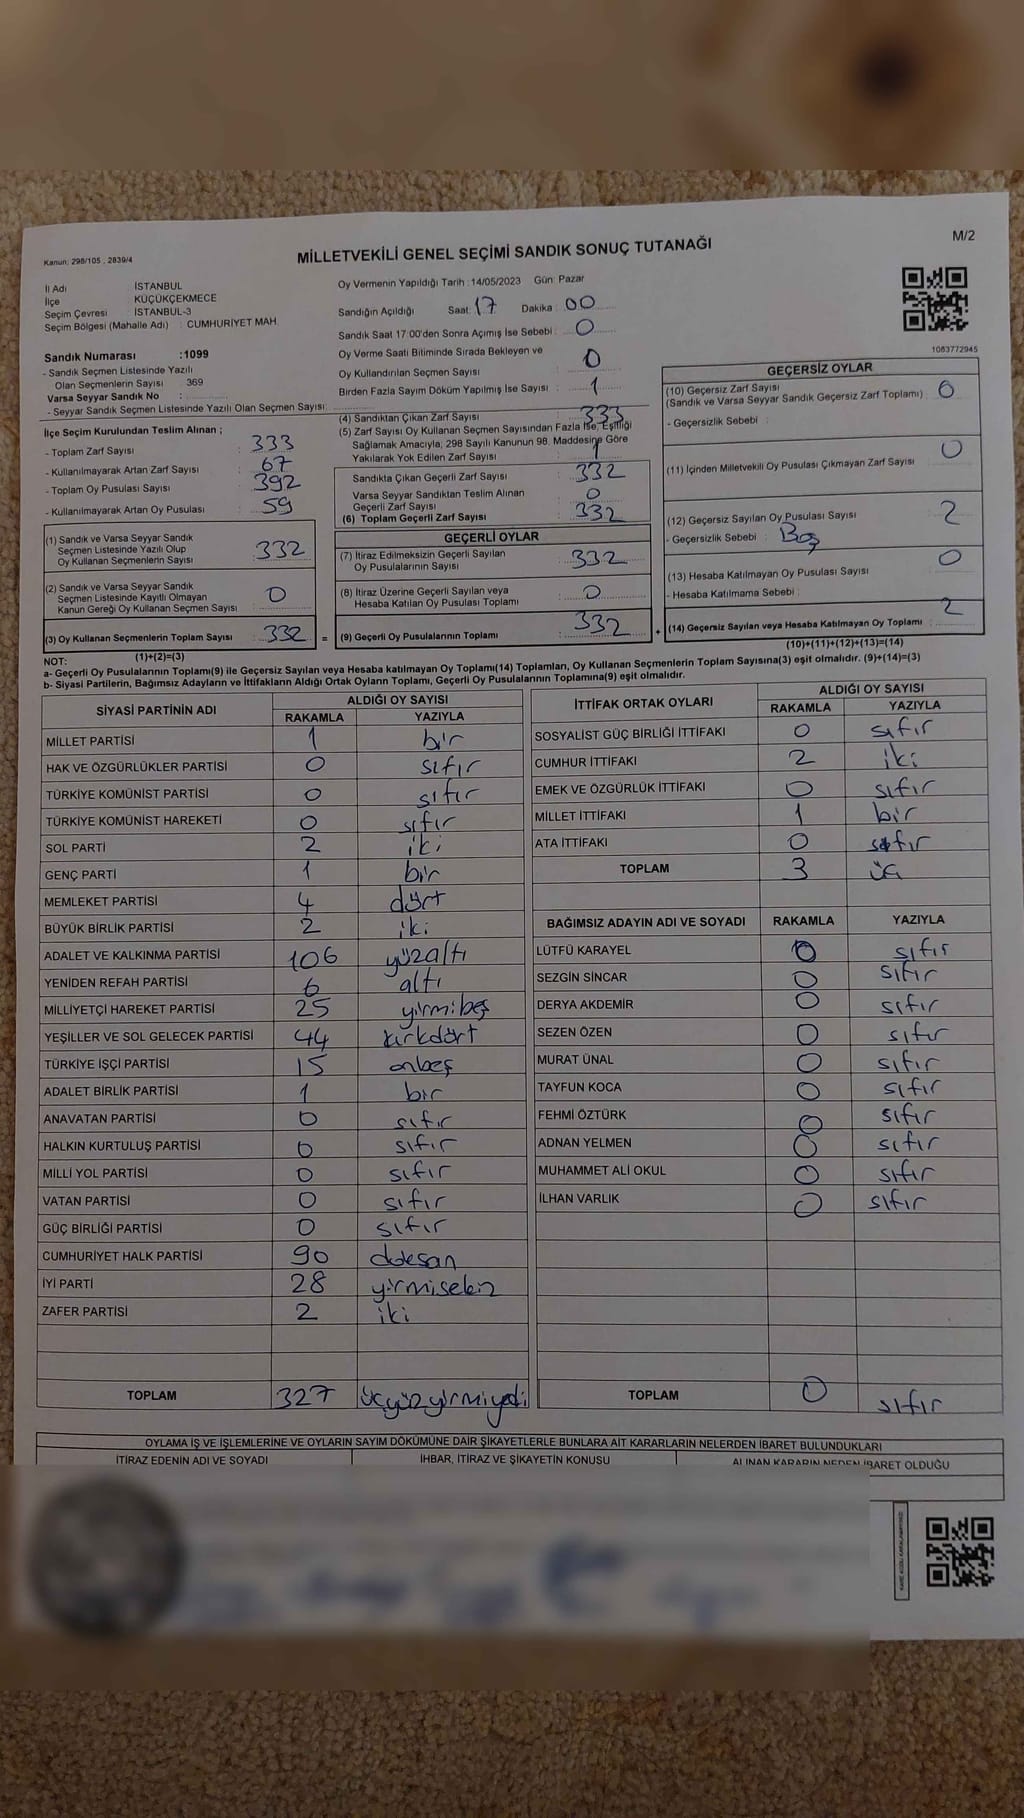 M/2
Kanun: 298/105 , 2839/4
MİLLETVEKİLİ GENEL SEÇİMİ SANDIK SONUÇ TUTANAĞI
İl Adı İSTANBUL
İlçe KÜÇÜKÇEKMECE
Seçim Çevresi : İSTANBUL-3
Seçim Bölgesi (Mahalle Adı) : CUMHURİYET MAH
Sandık Numarası :1099
- Sandık Seçmen Listesinde Yazılı
Olan Seçmenlerin Sayısı 369
Varsa Seyyar Sandık No :
- Seyyar Sandık Seçmen Listesinde Yazılı Olan Seçmen Sayısı:
İlçe Seçim Kurulundan Teslim Alınan ;
- Toplam Zarf Sayısı : 333
- Kullanılmayarak Artan Zarf Sayısı : 67
- Toplam Oy Pusulası Sayısı : 392
- Kullanılmayarak Artan Oy Pusulası : 59
(1) Sandık ve Varsa Seyyar Sandık
Seçmen Listesinde Yazılı Olup
Oy Kullanan Seçmenlerin Sayısı : 332
(2) Sandık ve Varsa Seyyar Sandık
Seçmen Listesinde Kayıtlı Olmayan
Kanun Gereği Oy Kullanan Seçmen Sayısı : 0
(3) Oy Kullanan Seçmenlerin Toplam Sayısı : 332 =
(1)+(2)=(3)
Oy Vermenin Yapıldığı Tarih : 14/05/2023 Gün: Pazar
Sandığın Açıldığı Saat: 17 Dakika : 00
Sandık Saat 17:00'den Sonra Açımış İse Sebebi : 0
Oy Verme Saati Bitiminde Sırada Bekleyen ve
Oy Kullandırılan Seçmen Sayısı : 0
Birden Fazla Sayım Döküm Yapılmış İse Sayısı : 1
(4) Sandıktan Çıkan Zarf Sayısı : 333
(5) Zarf Sayısı Oy Kullanan Seçmen Sayısından Fazla İse, Eşitliği
Sağlamak Amacıyla; 298 Sayılı Kanunun 98. Maddesine Göre
Yakılarak Yok Edilen Zarf Sayısı : 1
Sandıkta Çıkan Geçerli Zarf Sayısı : 332
Varsa Seyyar Sandıktan Teslim Alınan
Geçerli Zarf Sayısı : 0
(6) Toplam Geçerli Zarf Sayısı : 332
GEÇERLİ OYLAR
(7) İtiraz Edilmeksizin Geçerli Sayılan
Oy Pusulalarının Sayısı : 332
(8) İtiraz Üzerine Geçerli Sayılan veya
Hesaba Katılan Oy Pusulası Toplamı : 0
(9) Geçerli Oy Pusulalarının Toplamı : 332 +
1083772945
GEÇERSİZ OYLAR
(10) Geçersiz Zarf Sayısı
(Sandık ve Varsa Seyyar Sandık Geçersiz Zarf Toplamı) : 0
- Geçersizlik Sebebi :
(11) İçinden Milletvekili Oy Pusulası Çıkmayan Zarf Sayısı : 0
(12) Geçersiz Sayılan Oy Pusulası Sayısı : 2
- Geçersizlik Sebebi : Boş
(13) Hesaba Katılmayan Oy Pusulası Sayısı : 0
- Hesaba Katılmama Sebebi :
(14) Geçersiz Sayılan veya Hesaba Katılmayan Oy Toplamı : 2
(10)+(11)+(12)+(13)=(14)
NOT:
a- Geçerli Oy Pusulalarının Toplamı(9) ile Geçersiz Sayılan veya Hesaba katılmayan Oy Toplamı(14) Toplamları, Oy Kullanan Seçmenlerin Toplam Sayısına(3) eşit olmalıdır. (9)+(14)=(3)
b- Siyasi Partilerin, Bağımsız Adayların ve İttifakların Aldığı Ortak Oyların Toplamı, Geçerli Oy Pusulalarının Toplamına(9) eşit olmalıdır.
SİYASİ PARTİNİN ADI ALDIĞI OY SAYISI
RAKAMLA YAZIYLA
MİLLET PARTİSİ 1 bir
HAK VE ÖZGÜRLÜKLER PARTİSİ 0 sıfır
TÜRKİYE KOMÜNİST PARTİSİ 0 sıfır
TÜRKİYE KOMÜNİST HAREKETİ 0 sıfır
SOL PARTİ 2 iki
GENÇ PARTİ 1 bir
MEMLEKET PARTİSİ 4 dört
BÜYÜK BİRLİK PARTİSİ 2 iki
ADALET VE KALKINMA PARTİSİ 106 yüzaltı
YENİDEN REFAH PARTİSİ 6 altı
MİLLİYETÇİ HAREKET PARTİSİ 25 yirmibeş
YEŞİLLER VE SOL GELECEK PARTİSİ 44 kırkdört
TÜRKİYE İŞÇİ PARTİSİ 15 onbeş
ADALET BİRLİK PARTİSİ 1 bir
ANAVATAN PARTİSİ 0 sıfır
HALKIN KURTULUŞ PARTİSİ 0 sıfır
MİLLİ YOL PARTİSİ 0 sıfır
VATAN PARTİSİ 0 sıfır
GÜÇ BİRLİĞİ PARTİSİ 0 sıfır
CUMHURİYET HALK PARTİSİ 90 doksan
İYİ PARTİ 28 yirmisekiz
ZAFER PARTİSİ 2 iki
TOPLAM 327 üçyüzyirmiyedi
İTTİFAK ORTAK OYLARI ALDIĞI OY SAYISI
RAKAMLA YAZIYLA
SOSYALİST GÜÇ BİRLİĞİ İTTİFAKI 0 sıfır
CUMHUR İTTİFAKI 2 iki
EMEK VE ÖZGÜRLÜK İTTİFAKI 0 sıfır
MİLLET İTTİFAKI 1 bir
ATA İTTİFAKI 0 sıfır
TOPLAM 3 üç
BAĞIMSIZ ADAYIN ADI VE SOYADI RAKAMLA YAZIYLA
LÜTFÜ KARAYEL 0 sıfır
SEZGİN SİNCAR 0 sıfır
DERYA AKDEMİR 0 sıfır
SEZEN ÖZEN 0 sıfır
MURAT ÜNAL 0 sıfır
TAYFUN KOCA 0 sıfır
FEHMİ ÖZTÜRK 0 sıfır
ADNAN YELMEN 0 sıfır
MUHAMMET ALİ OKUL 0 sıfır
İLHAN VARLIK 0 sıfır
TOPLAM 0 sıfır
OYLAMA İŞ VE İŞLEMLERİNE VE OYLARIN SAYIM DÖKÜMÜNE DAİR ŞİKAYETLERLE BUNLARA AİT KARARLARIN NELERDEN İBARET BULUNDUKLARI
İTİRAZ EDENİN ADI VE SOYADI İHBAR, İTİRAZ VE ŞİKAYETİN KONUSU ALINAN KARARIN NEDEN İBARET OLDUĞU